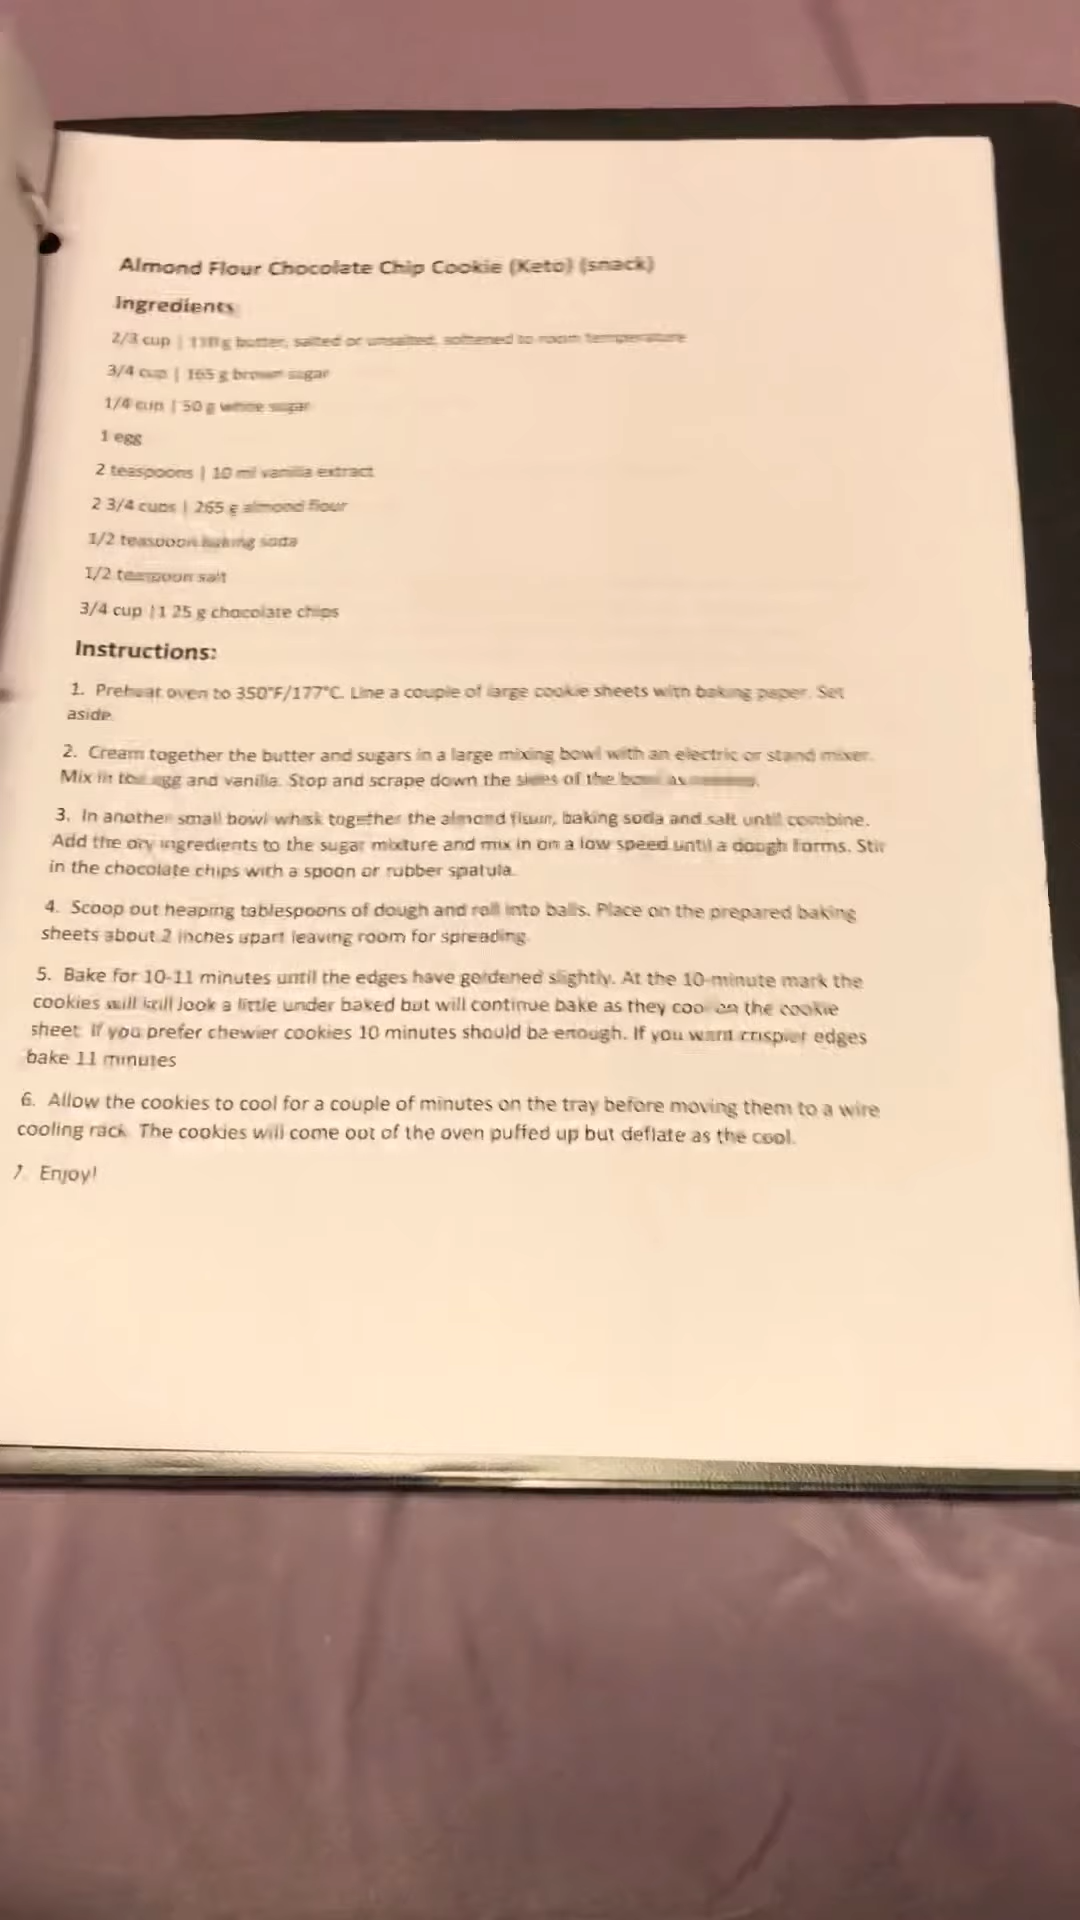 Almond Flour Chocolate Chip Cookie (Keto) (snack)
Ingredients
2/3 cup | g butter, salted or unsalted, softened to room temperature
3/4 cup | 165 g brown sugar
1/4 cup | 50 g white sugar
1 egg
2 teaspoons | 10 ml vanilla extract
2 3/4 cups | 265 g almond flour
1/2 teaspoon baking soda
1/2 teaspoon salt
3/4 cup |1 25 g chocolate chips
Instructions:
1. Preheat oven to 350°F/177°C. Line a couple of large cookie sheets with baking paper. Set
aside.
2. Cream together the butter and sugars in a large mixing bowl with an electric or stand mixer.
Mix in the egg and vanilla. Stop and scrape down the sides of the bowl as
3. In another small bowl whisk together the almond flour, baking soda and salt until combine.
Add the dry ingredients to the sugar mixture and mix in on a low speed until a dough forms. Stir
in the chocolate chips with a spoon or rubber spatula.
4. Scoop out heaping tablespoons of dough and roll into balls. Place on the prepared baking
sheets about 2 inches apart leaving room for spreading.
5. Bake for 10-11 minutes until the edges have goldened slightly. At the 10-minute mark the
cookies will still look a little under baked but will continue bake as they cool on the cookie
sheet. If you prefer chewier cookies 10 minutes should be enough. If you want crispier edges
bake 11 minutes
6. Allow the cookies to cool for a couple of minutes on the tray before moving them to a wire
cooling rack. The cookies will come out of the oven puffed up but deflate as the cool.
7. Enjoy!